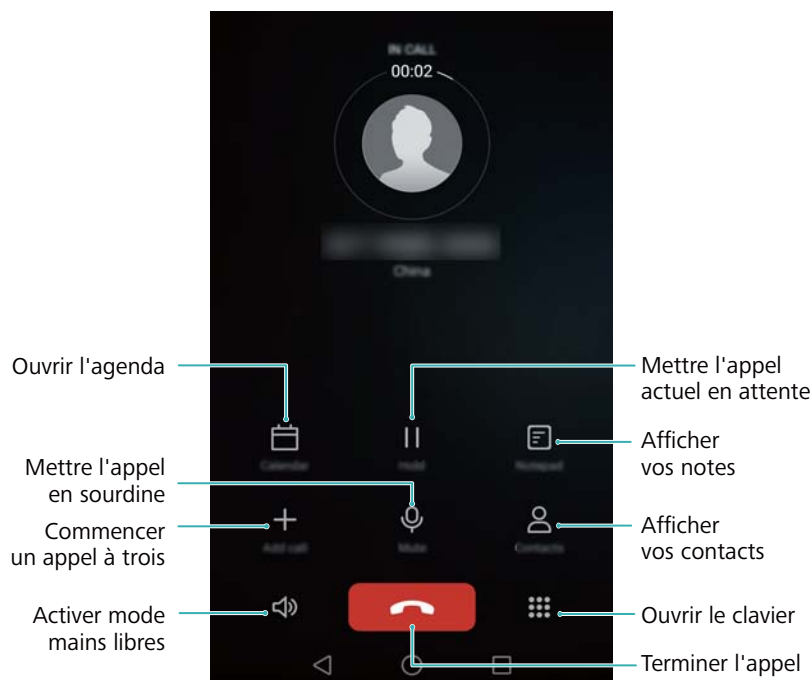 IN CALL
00:02
China
Ouvrir l'agenda
Mettre l'appel
actuel en attente
Calendar
Hold
Notepad
Afficher
vos notes
Mettre l'appel
en sourdine
Commencer
un appel à trois
Add call
Mute
Contacts
Afficher
vos contacts
Activer mode
mains libres
Ouvrir le clavier
Terminer l'appel